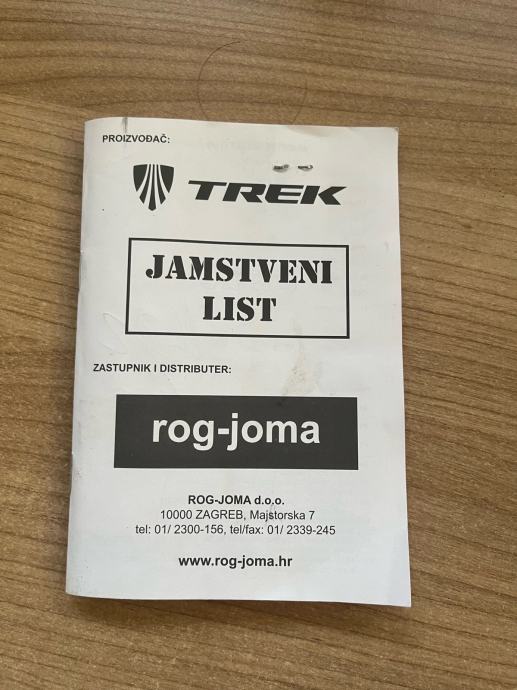 PROIZVOĐAČ:
TREK
JAMSTVENI
LIST
ZASTUPNIK I DISTRIBUTER:
rog-joma
ROG-JOMA d.o.o.
10000 ZAGREB, Majstorska 7
tel: 01/ 2300-156, tel/fax: 01/ 2339-245
www.rog-joma.hr